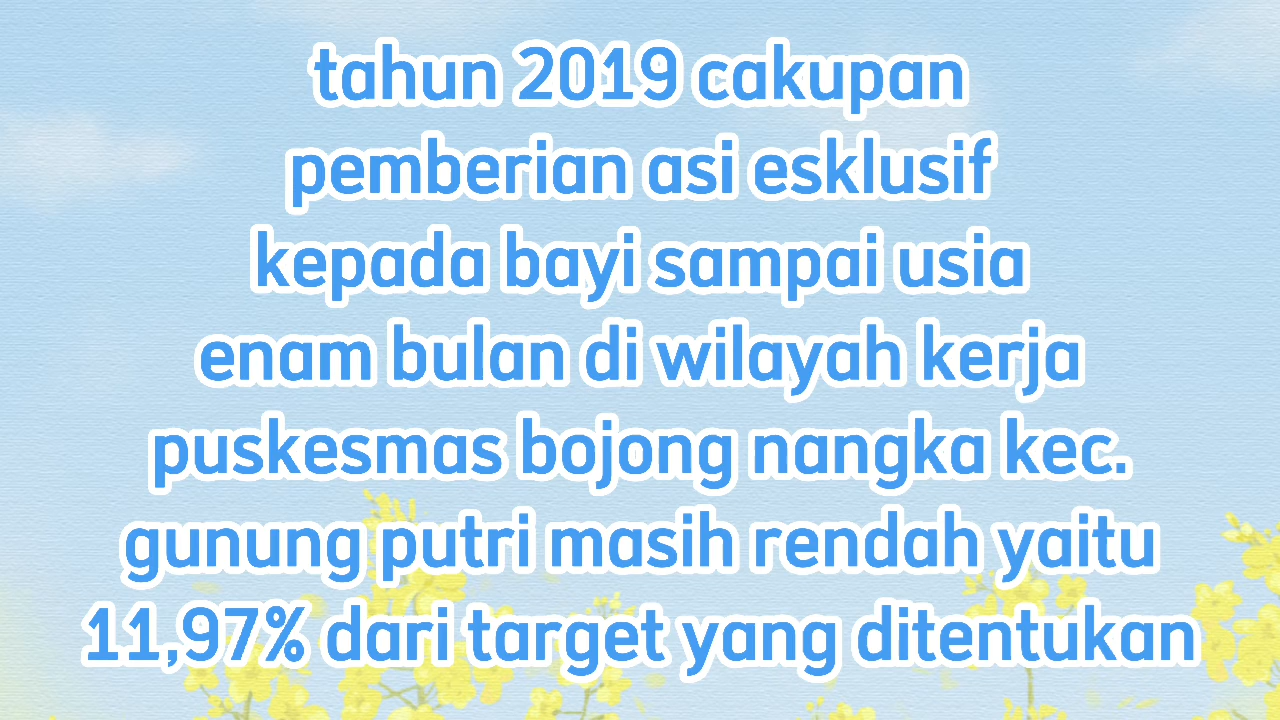 tahun 2019 cakupan
pemberian asi esklusif
kepada bayi sampai usia
enam bulan di wilayah kerja
puskesmas bojong nangka kec.
gunung putri masih rendah yaitu
11,97% dari target yang ditentukan